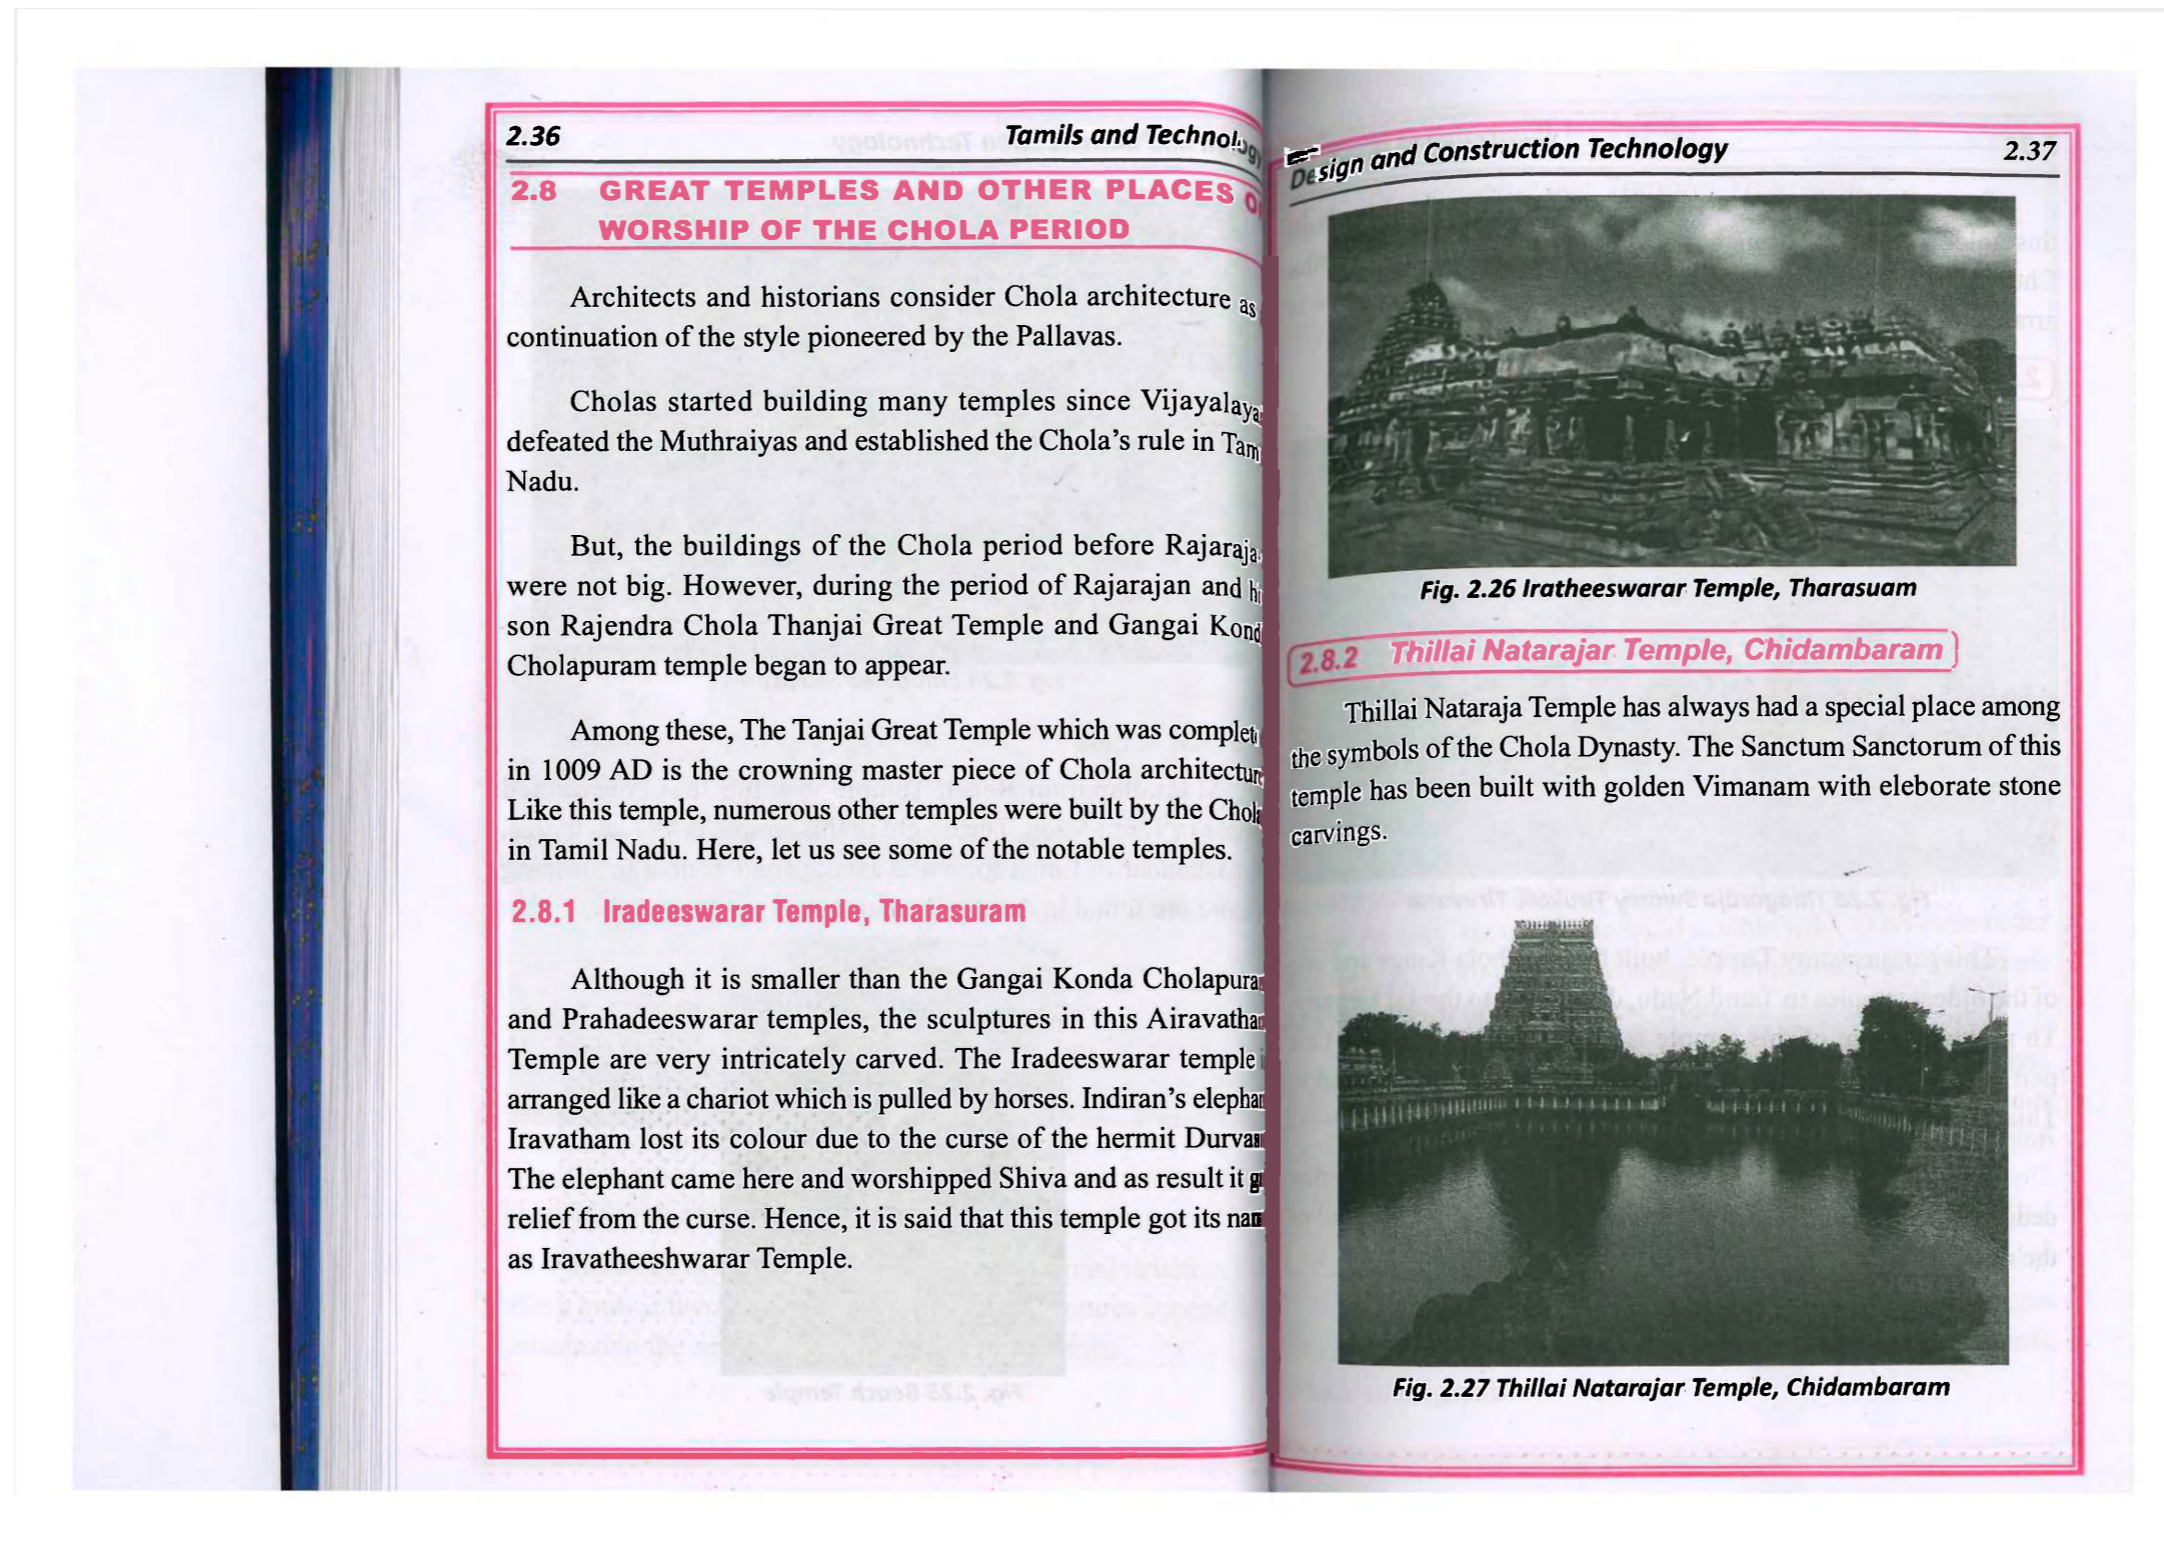 2.36
Tamils and Technology
2.8 GREAT TEMPLES AND OTHER PLACES
WORSHIP OF THE CHOLA PERIOD
Architects and historians consider Chola architecture as
continuation of the style pioneered by the Pallavas.
Cholas started building many temples since
defeated the Muthraiyas and established the Chola's rule in
Nadu.
But, the buildings of the Chola period before
were not big. However, during the period of Rajarajan and
son Rajendra Chola Thanjai Great Temple and Gangai
Cholapuram temple began to appear.
Among these, The Tanjai Great Temple which was
in 1009 AD is the crowning master piece of Chola
Like this temple, numerous other temples were built by the
in Tamil Nadu. Here, let us see some of the notable temples.
2.8.1 Iradeeswarar Temple, Tharasuram
Although it is smaller than the Gangai Konda
and Prahadeeswarar temples, the sculptures in this
Temple are very intricately carved. The Iradeeswarar temple
arranged like a chariot which is pulled by horses. Indiran's
Iravatham lost its colour due to the curse of the hermit
The elephant came here and worshipped Shiva and as result it
relief from the curse. Hence, it is said that this temple got its
as Iravatheeshwarar Temple.
Design and Construction Technology
2.37
Fig. 2.26 Iratheeswarar Temple, Tharasuam
2.8.2 Thillai Natarajar Temple, Chidambaram
Thillai Nataraja Temple has always had a special place among
the symbols of the Chola Dynasty. The Sanctum Sanctorum of this
temple has been built with golden Vimanam with eleborate stone
carvings.
Fig. 2.27 Thillai Natarajar Temple, Chidambaram